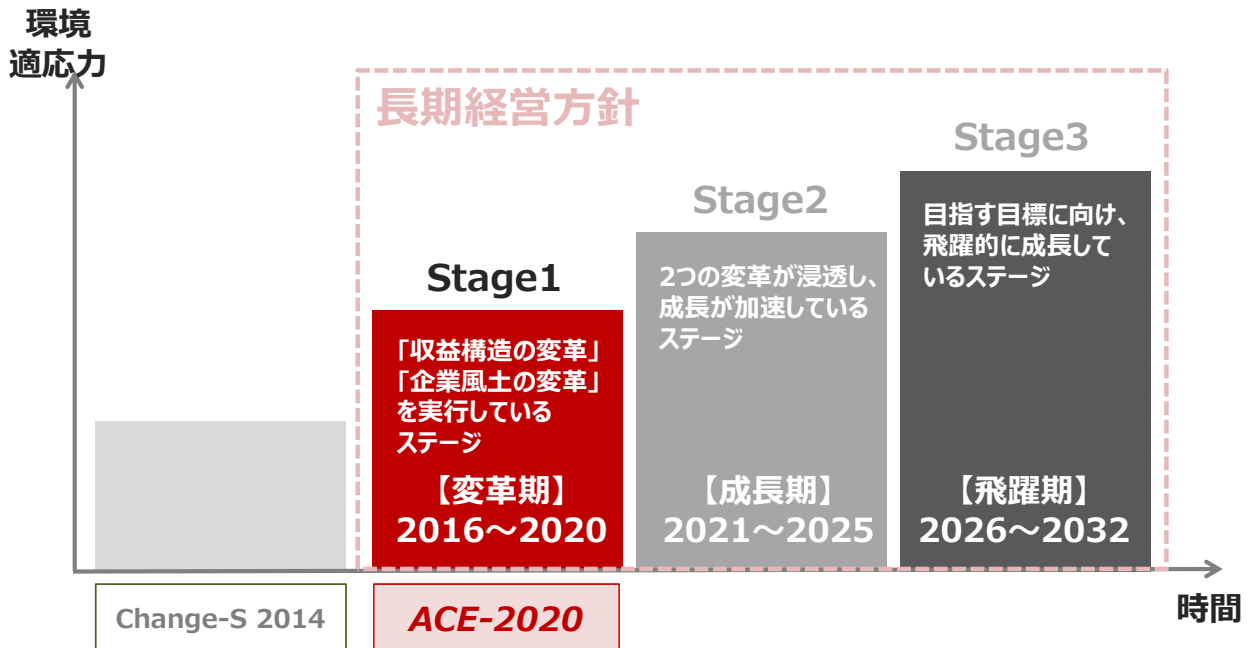 環境
適応力
長期経営方針
Stage1
「収益構造の変革」
「企業風土の変革」
を実行している
ステージ
【変革期】
2016～2020
Stage2
2つの変革が浸透し、
成長が加速している
ステージ
【成長期】
2021～2025
Stage3
目指す目標に向け、
飛躍的に成長して
いるステージ
【飛躍期】
2026～2032
時間
Change-S 2014
ACE-2020